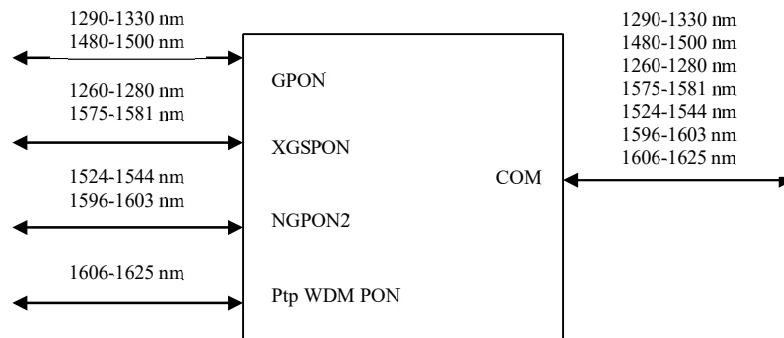 1290-1330 nm
1480-1500 nm
GPON
1260-1280 nm
1575-1581 nm
XGSPON
1524-1544 nm
1596-1603 nm
NGPON2
1606-1625 nm
Ptp WDM PON
COM
1290-1330 nm
1480-1500 nm
1260-1280 nm
1575-1581 nm
1524-1544 nm
1596-1603 nm
1606-1625 nm